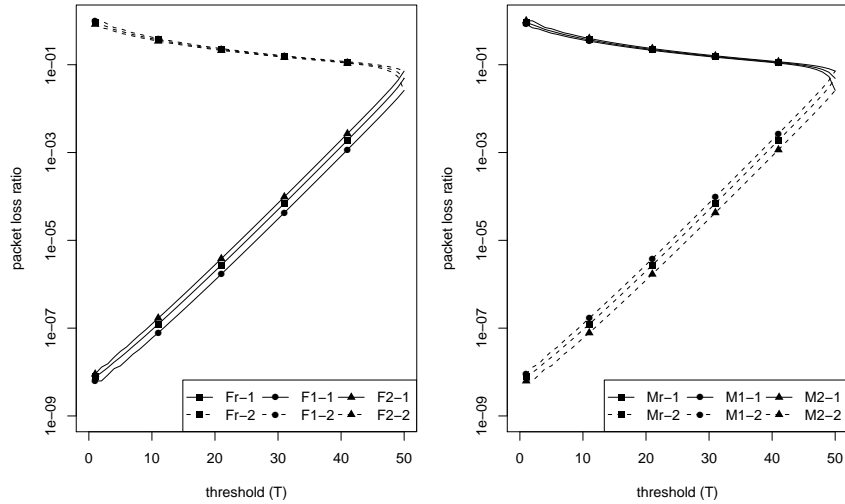 1e−01
1e−03
1e−05
1e−07
1e−09
packet loss ratio
0 10 20 30 40 50
threshold (T)
Fr−1 F1−1 F2−1
Fr−2 F1−2 F2−2
1e−01
1e−03
1e−05
1e−07
1e−09
packet loss ratio
0 10 20 30 40 50
threshold (T)
Mr−1 M1−1 M2−1
Mr−2 M1−2 M2−2